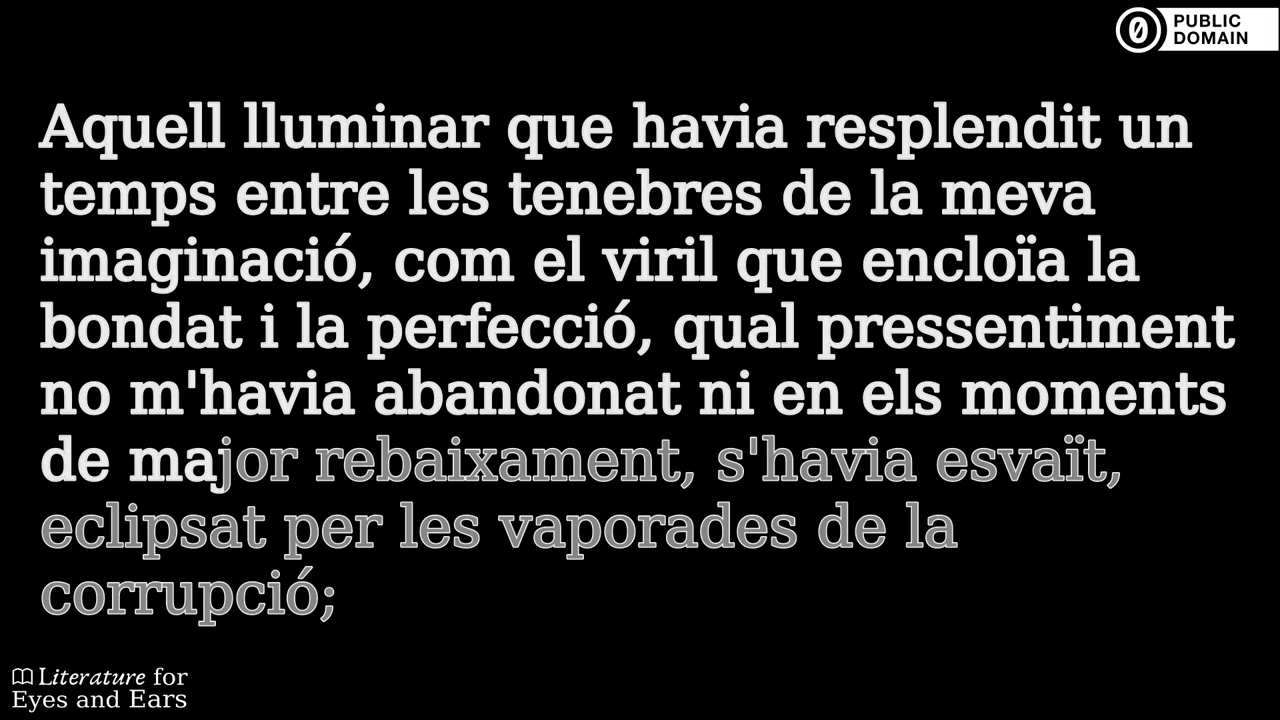 PUBLIC
DOMAIN
Aquell lluminar que havia resplendit un
temps entre les tenebres de la meva
imaginació, com el viril que encloïa la
bondat i la perfecció, qual pressentiment
no m'havia abandonat ni en els moments
de major rebaixament, s'havia esvaït,
eclipsat per les vaporades de la
corrupció;
Literature for
Eyes and Ears